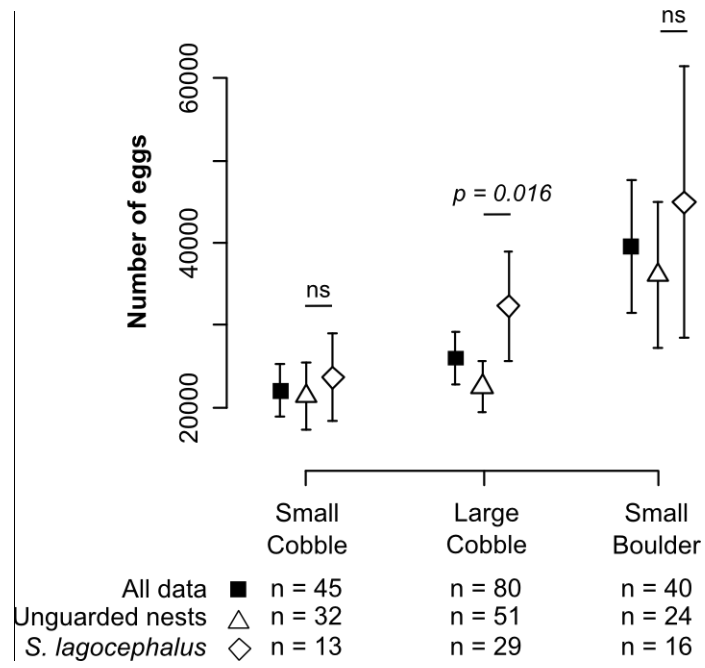 ns
60000
p = 0.016
Number of eggs
40000
ns
20000
Small Cobble
Large Cobble
Small Boulder
All data n = 45 n = 80 n = 40
Unguarded nests n = 32 n = 51 n = 24
S. lagocephalus n = 13 n = 29 n = 16